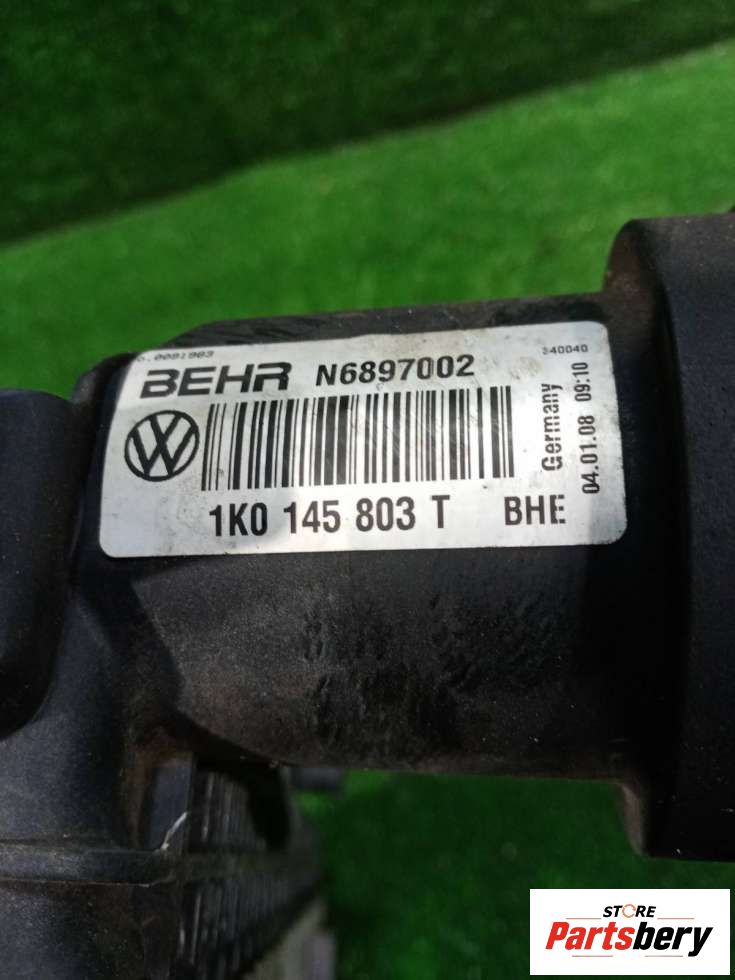 BEHR N6897002
340040
1K0 145 803 T BHE
Germany
04.01.08 09:10
STORE
Partsbery